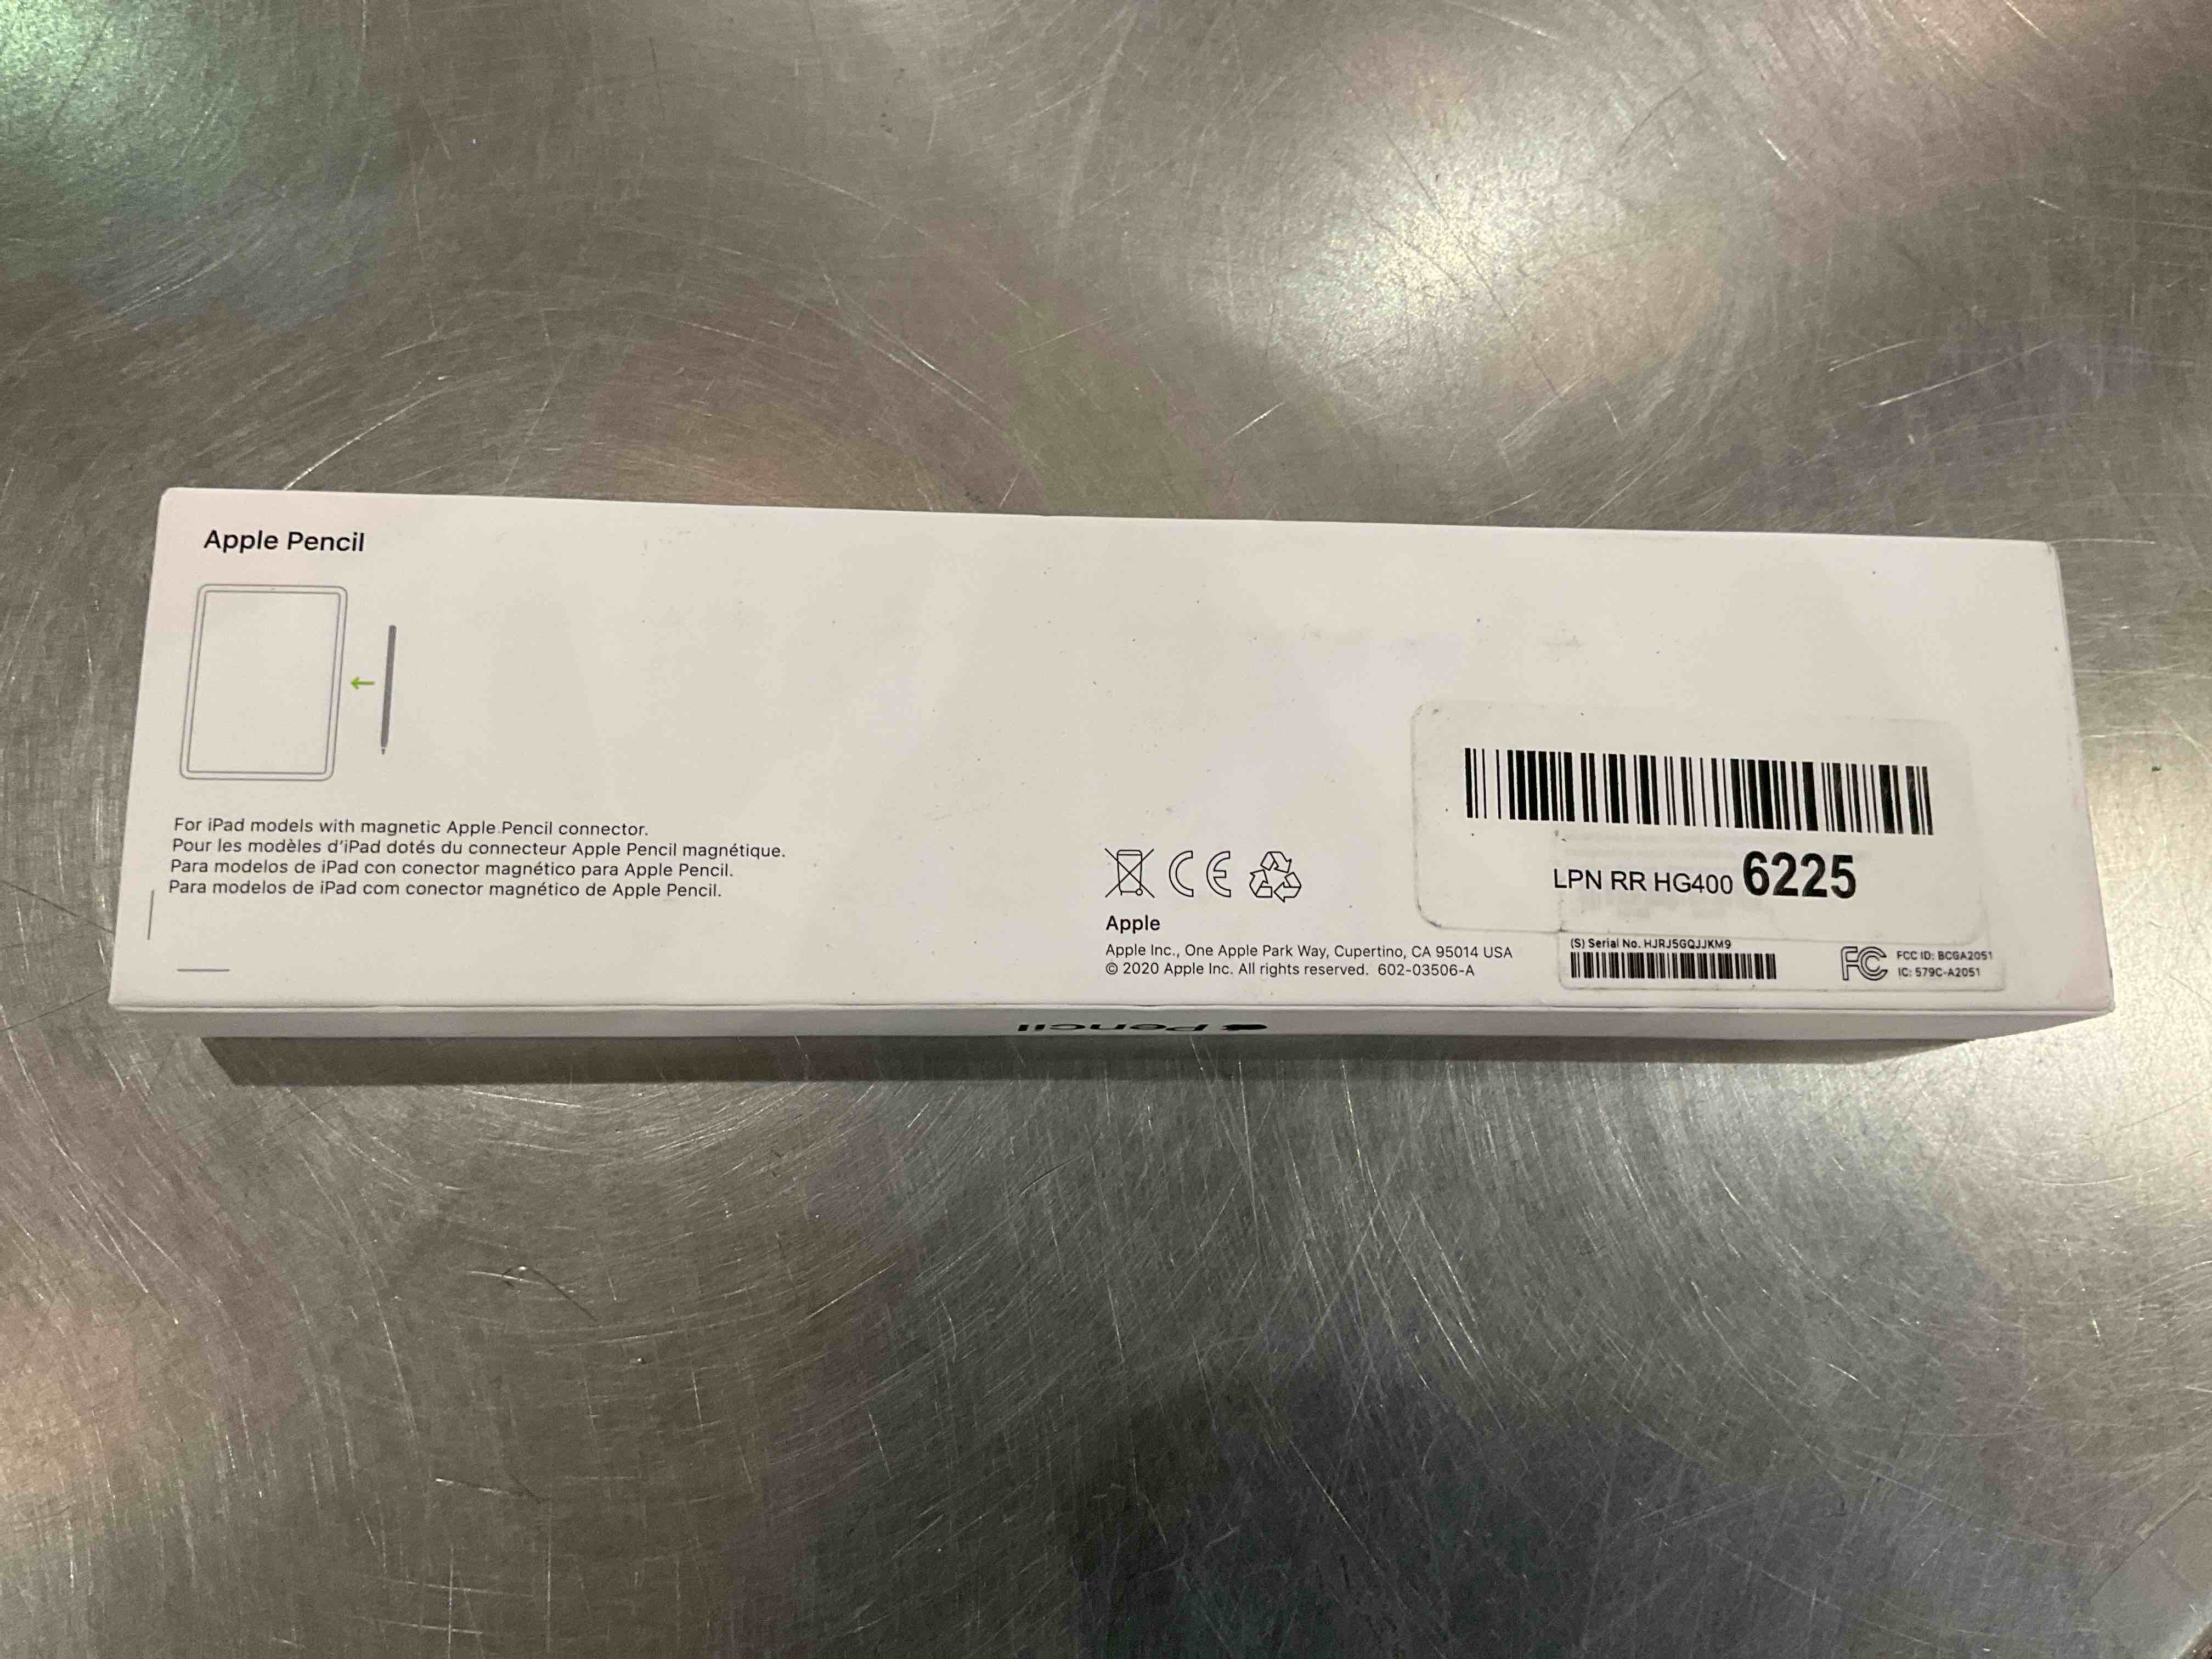 Apple Pencil
For iPad models with magnetic Apple Pencil connector.
Pour les modèles d'iPad dotés du connecteur Apple Pencil magnétique.
Para modelos de iPad con conector magnético para Apple Pencil.
Para modelos de iPad com conector magnético de Apple Pencil.
CE
Apple
Apple Inc., One Apple Park Way, Cupertino, CA 95014 USA
© 2020 Apple Inc. All rights reserved. 602-03506-A
LPN RR HG400 6225
(S) Serial No. HJRJ5GQJJKM9
FC
FCC ID: BCGA2051
IC: 579C-A2051
Pencil